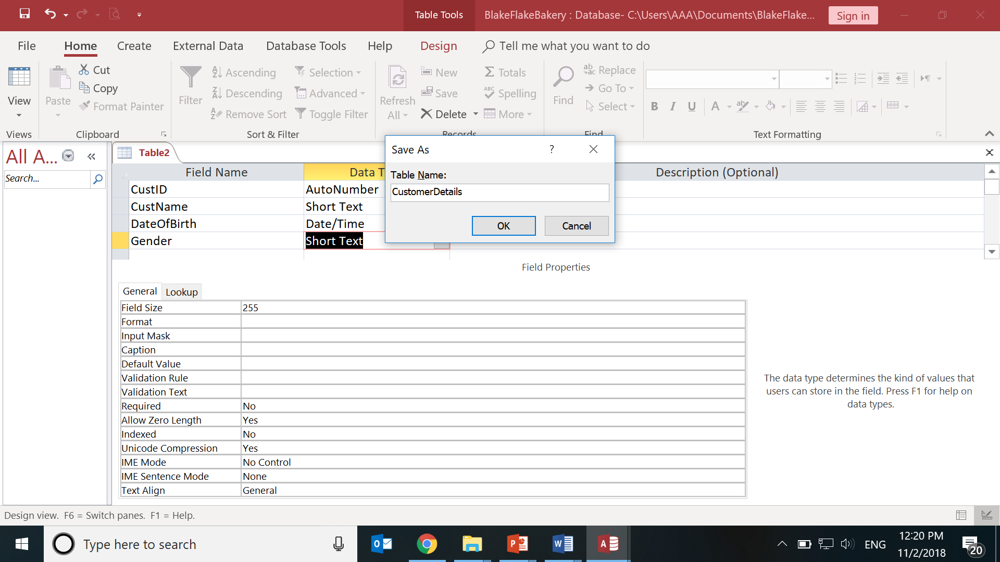 Table Tools
BlakeFlakeBakery : Database- C:\Users\AAA\Documents\BlakeFlake...
Sign in
File
Home
Create
External Data
Database Tools
Help
Design
Tell me what you want to do
View
Views
Paste
Cut
Copy
Format Painter
Clipboard
Filter
Ascending
Descending
Remove Sort
Selection
Advanced
Toggle Filter
Sort & Filter
Refresh
All
New
Save
Delete
Totals
Spelling
More
Records
Find
Replace
Go To
Select
Find
B I U A
Text Formatting
All A...
Search...
Table2
Field Name
Data T
Description (Optional)
CustID AutoNumber
CustName Short Text
DateOfBirth Date/Time
Gender Short Text
Save As
?
Table Name:
CustomerDetails
OK
Cancel
Field Properties
General
Lookup
Field Size 255
Format
Input Mask
Caption
Default Value
Validation Rule
Validation Text
Required No
Allow Zero Length Yes
Indexed No
Unicode Compression Yes
IME Mode No Control
IME Sentence Mode None
Text Align General
The data type determines the kind of values that
users can store in the field. Press F1 for help on
data types.
Design view. F6 = Switch panes. F1 = Help.
Type here to search
ENG
12:20 PM
11/2/2018
20